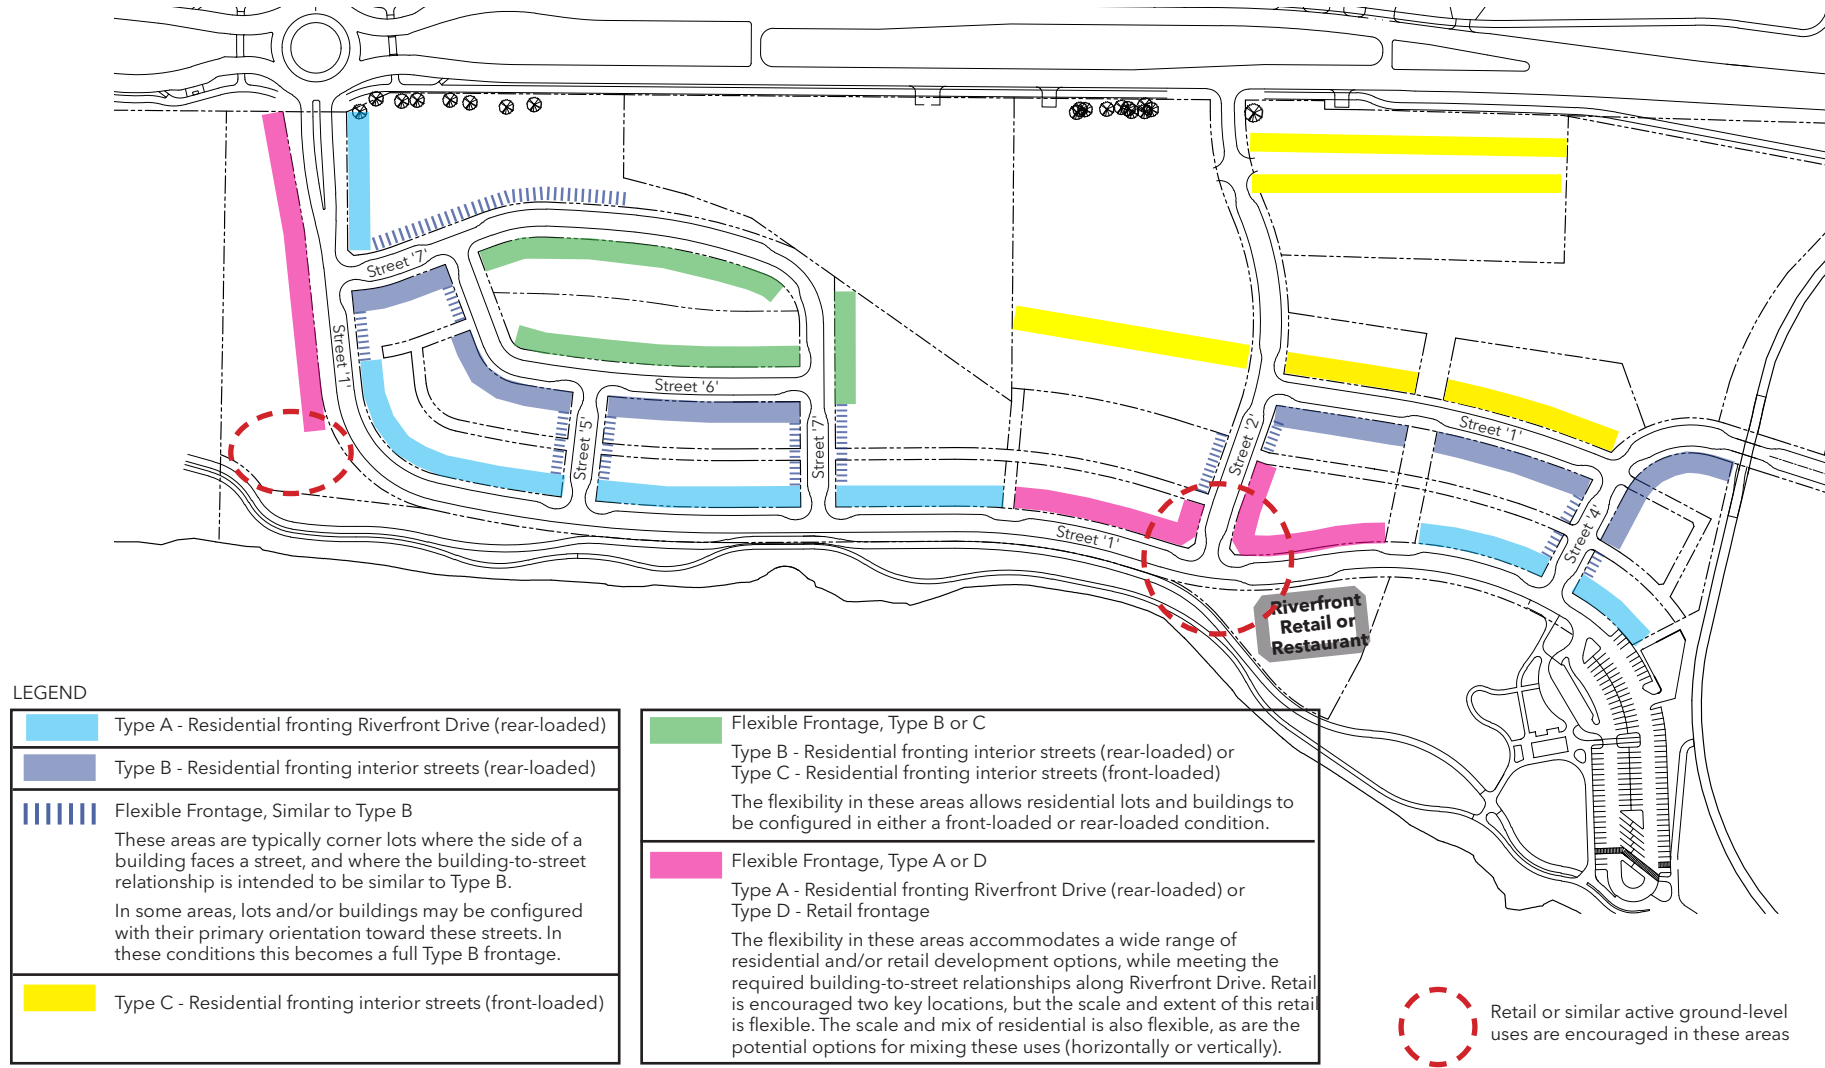 Street '7'
Street '1'
Street '6'
Street '5'
Street '7'
Street '2'
Street '1'
Street '4'
Street '1'
Riverfront
Retail or
Restaurant
LEGEND
Type A - Residential fronting Riverfront Drive (rear-loaded)
Type B - Residential fronting interior streets (rear-loaded)
Flexible Frontage, Similar to Type B
These areas are typically corner lots where the side of a
building faces a street, and where the building-to-street
relationship is intended to be similar to Type B.
In some areas, lots and/or buildings may be configured
with their primary orientation toward these streets. In
these conditions this becomes a full Type B frontage.
Type C - Residential fronting interior streets (front-loaded)
Flexible Frontage, Type B or C
Type B - Residential fronting interior streets (rear-loaded) or
Type C - Residential fronting interior streets (front-loaded)
The flexibility in these areas allows residential lots and buildings to
be configured in either a front-loaded or rear-loaded condition.
Flexible Frontage, Type A or D
Type A - Residential fronting Riverfront Drive (rear-loaded) or
Type D - Retail frontage
The flexibility in these areas accommodates a wide range of
residential and/or retail development options, while meeting the
required building-to-street relationships along Riverfront Drive. Retail
is encouraged two key locations, but the scale and extent of this retail
is flexible. The scale and mix of residential is also flexible, as are the
potential options for mixing these uses (horizontally or vertically).
Retail or similar active ground-level
uses are encouraged in these areas